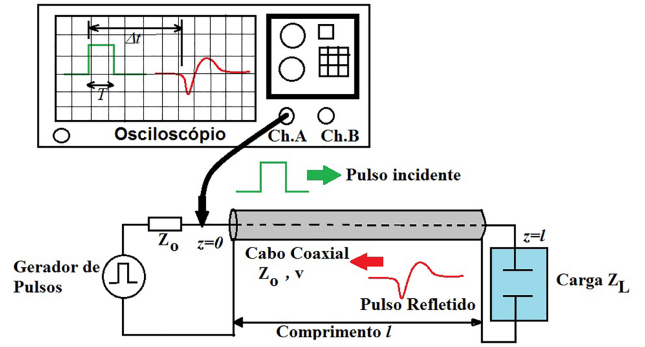 Δt
T
Osciloscópio
Ch.A
Ch.B
Pulso incidente
Zo
z=0
z=l
Gerador de
Pulsos
Cabo Coaxial
Zo , v
Pulso Refletido
Carga ZL
Comprimento l